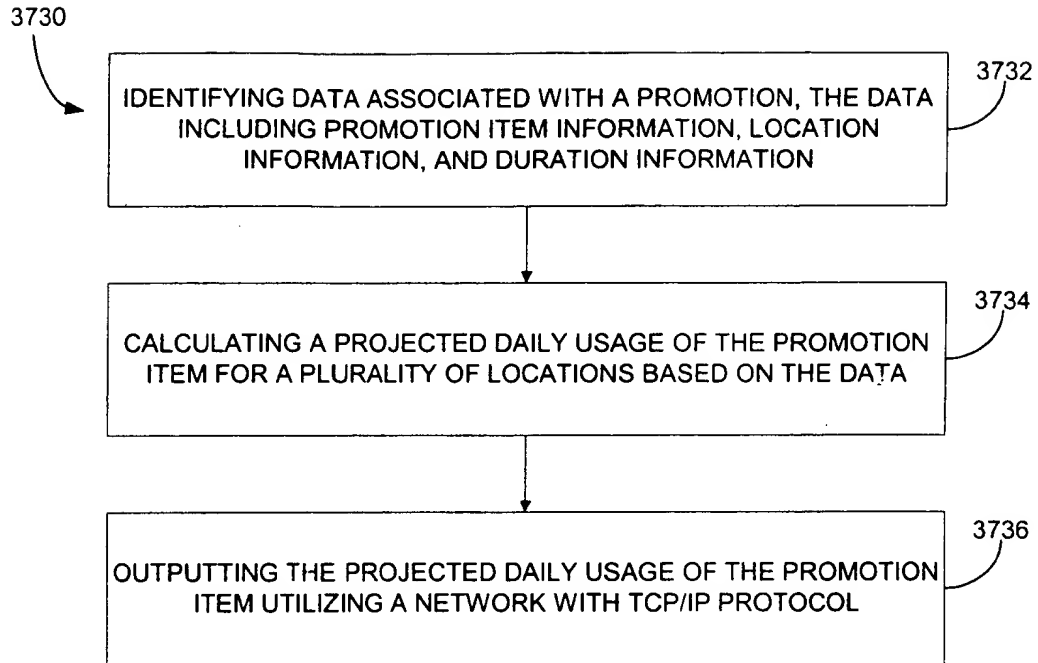 3730
3732
IDENTIFYING DATA ASSOCIATED WITH A PROMOTION, THE DATA
INCLUDING PROMOTION ITEM INFORMATION, LOCATION
INFORMATION, AND DURATION INFORMATION
3734
CALCULATING A PROJECTED DAILY USAGE OF THE PROMOTION
ITEM FOR A PLURALITY OF LOCATIONS BASED ON THE DATA
3736
OUTPUTTING THE PROJECTED DAILY USAGE OF THE PROMOTION
ITEM UTILIZING A NETWORK WITH TCP/IP PROTOCOL